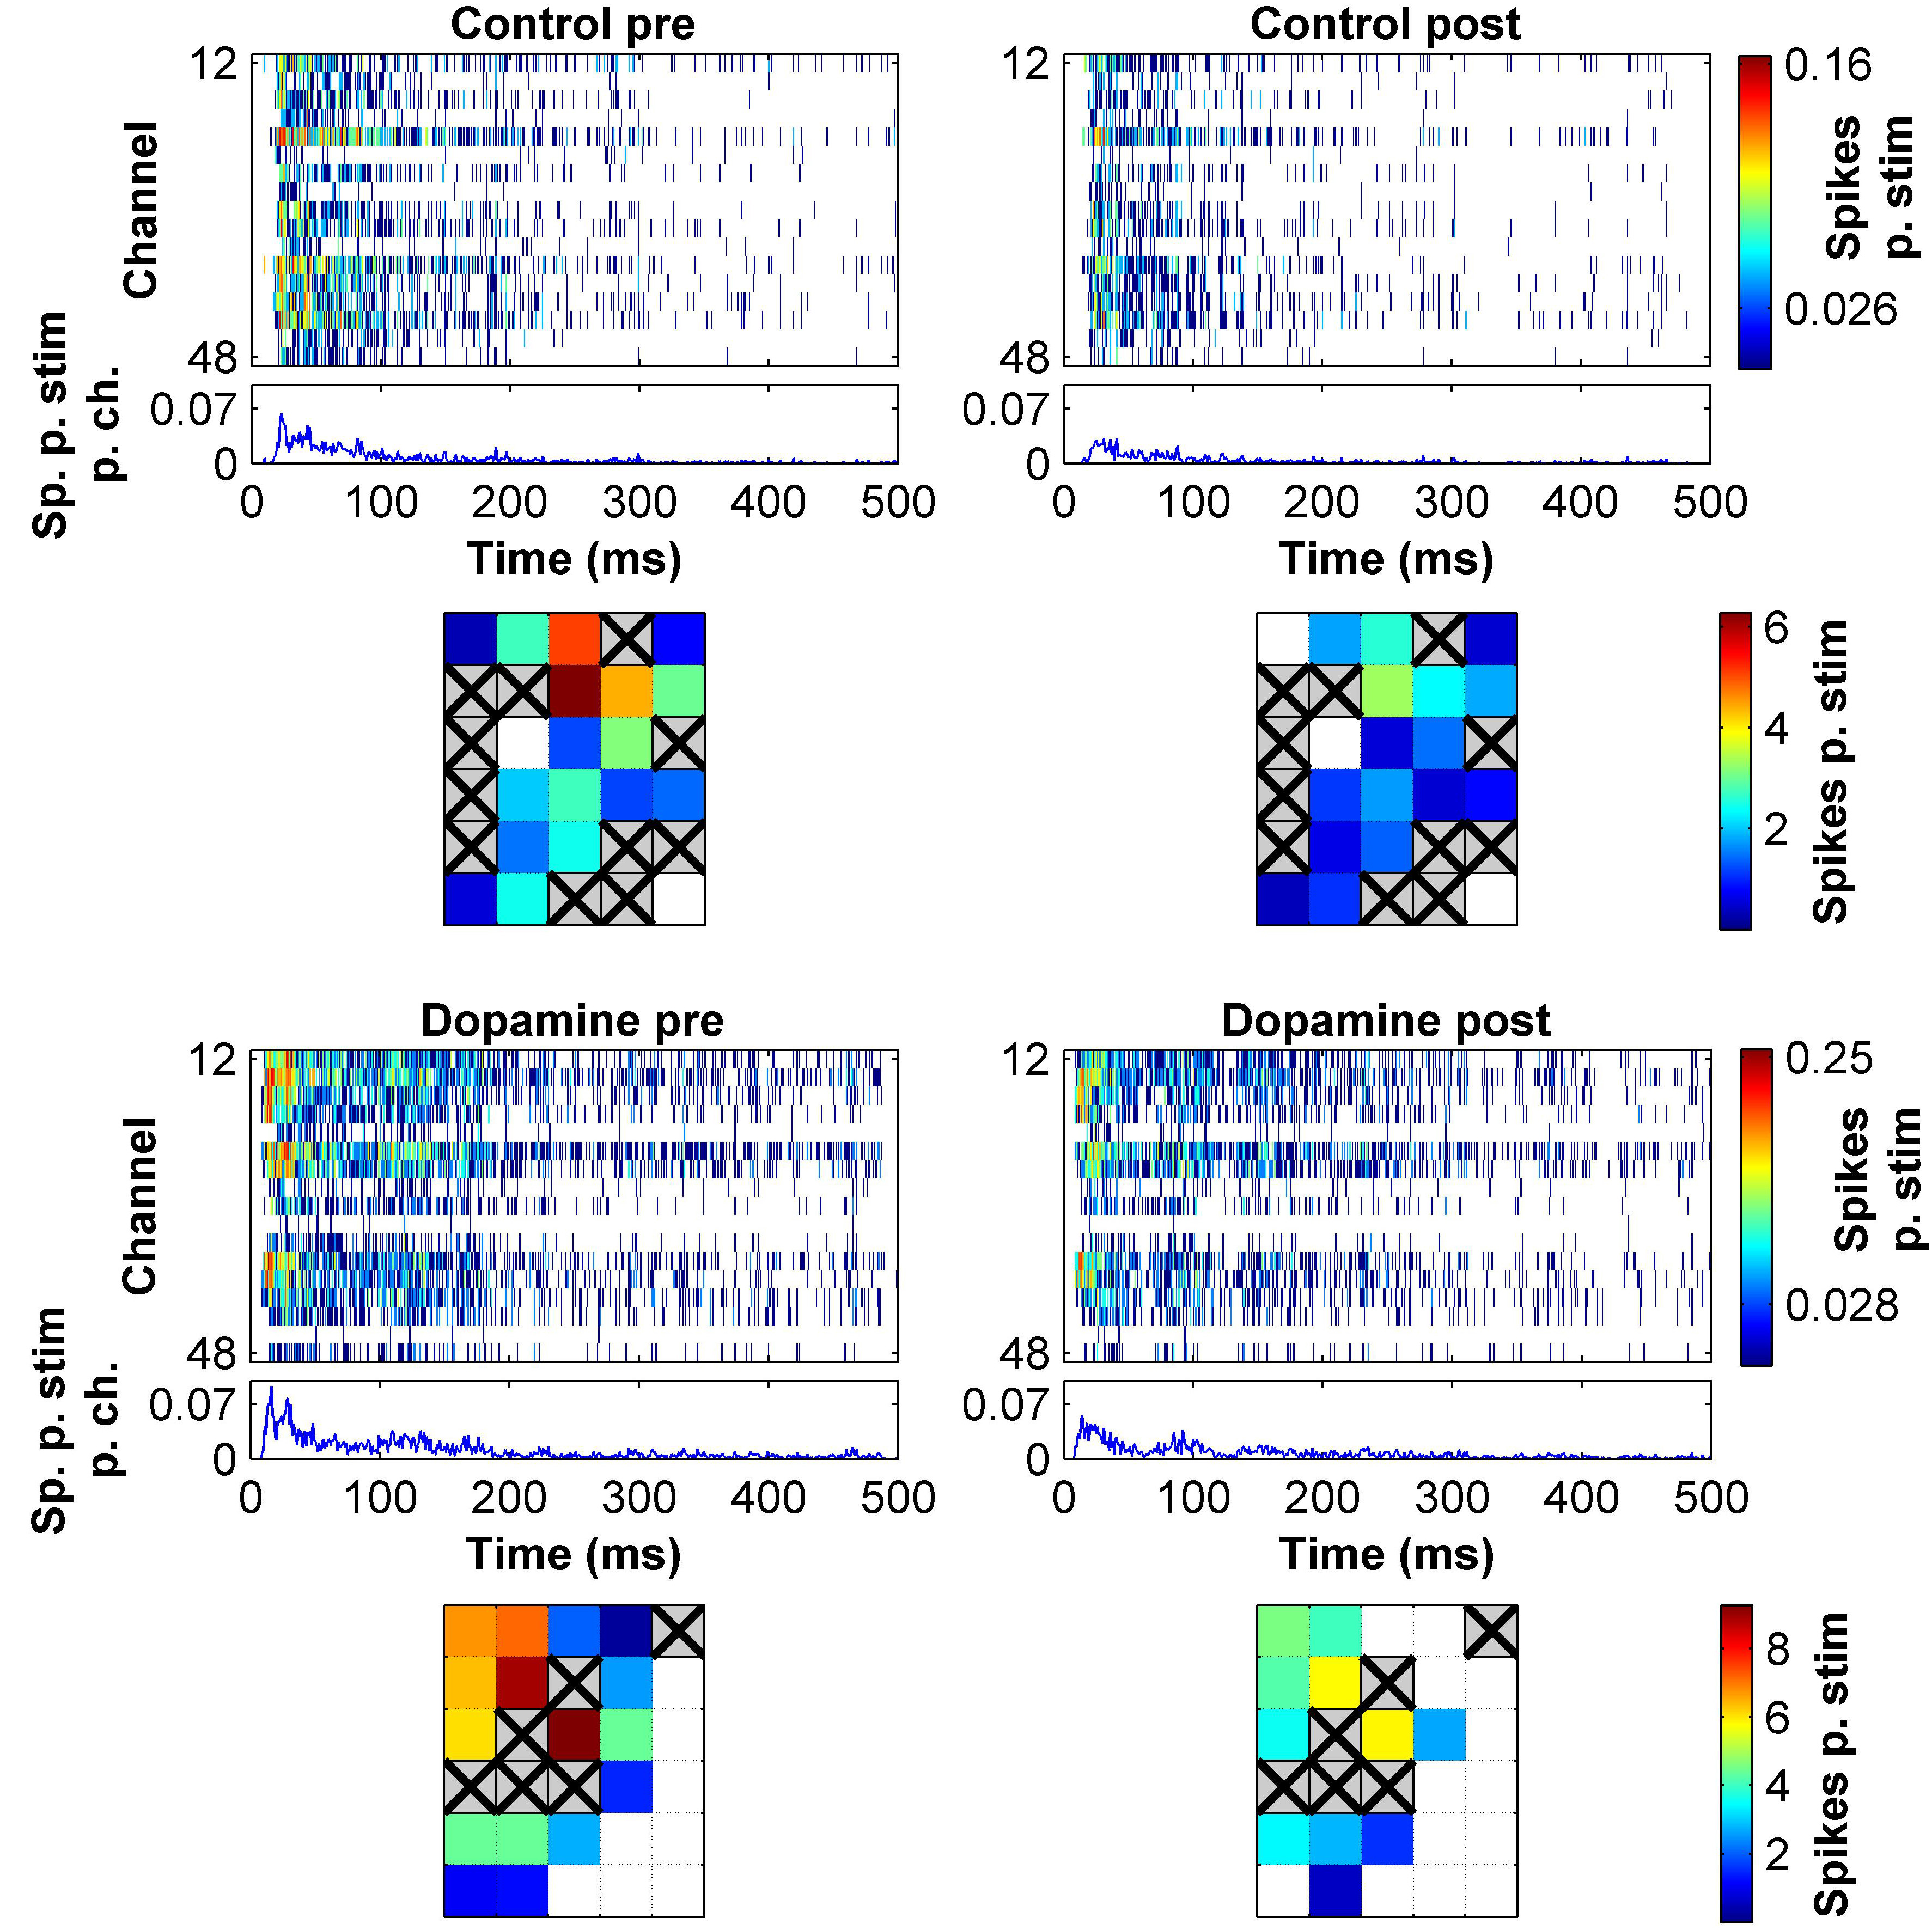 Control pre
Control post
12
Channel
48
12
48
0.16
0.026
Spikes
p. stim
Sp. p. stim
p. ch.
0.07
0
0 100 200 300 400 500
Time (ms)
0.07
0
0 100 200 300 400 500
Time (ms)
6
4
2
Spikes p. stim
Dopamine pre
Dopamine post
12
Channel
48
12
48
0.25
0.028
Spikes
p. stim
Sp. p. stim
p. ch.
0.07
0
0 100 200 300 400 500
Time (ms)
0.07
0
0 100 200 300 400 500
Time (ms)
8
6
4
2
Spikes p. stim